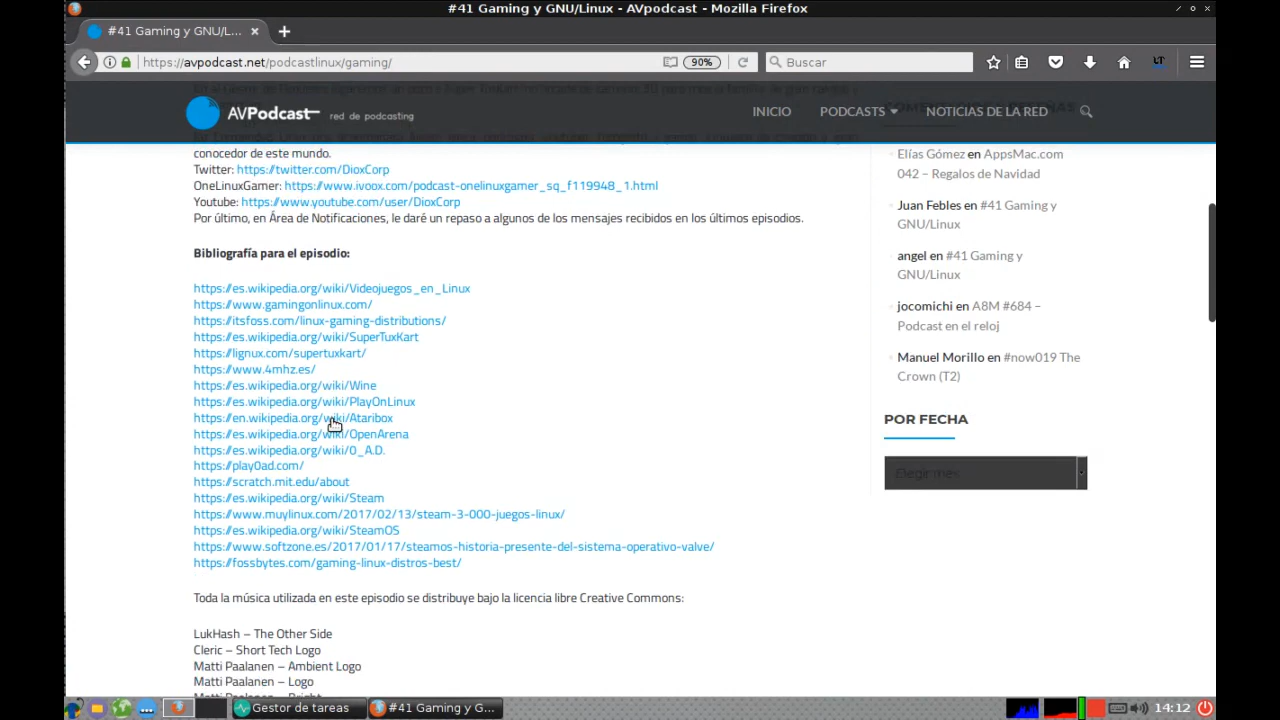 #41 Gaming y GNU/Linux - AVpodcast - Mozilla Firefox
#41 Gaming y GNU/L...
https://avpodcast.net/podcastlinux/gaming/
90%
Buscar
AVPodcast
red de podcasting
INICIO
PODCASTS
NOTICIAS DE LA RED
conocedor de este mundo.
Twitter: https://twitter.com/DioxCorp
OneLinuxGamer: https://www.ivoox.com/podcast-onelinuxgamer_sq_f119948_1.html
Youtube: https://www.youtube.com/user/DioxCorp
Por último, en Área de Notificaciones, le daré un repaso a algunos de los mensajes recibidos en los últimos episodios.
Bibliografía para el episodio:
https://es.wikipedia.org/wiki/Videojuegos_en_Linux
https://www.gamingonlinux.com/
https://itsfoss.com/linux-gaming-distributions/
https://es.wikipedia.org/wiki/SuperTuxKart
https://lignux.com/supertuxkart/
https://www.4mhz.es/
https://es.wikipedia.org/wiki/Wine
https://es.wikipedia.org/wiki/PlayOnLinux
https://en.wikipedia.org/wiki/Ataribox
https://es.wikipedia.org/wiki/OpenArena
https://es.wikipedia.org/wiki/0_A.D.
https://play0ad.com/
https://scratch.mit.edu/about
https://es.wikipedia.org/wiki/Steam
https://www.muylinux.com/2017/02/13/steam-3-000-juegos-linux/
https://es.wikipedia.org/wiki/SteamOS
https://www.softzone.es/2017/01/17/steamos-historia-presente-del-sistema-operativo-valve/
https://fossbytes.com/gaming-linux-distros-best/
Toda la música utilizada en este episodio se distribuye bajo la licencia libre Creative Commons:
LukHash – The Other Side
Cleric – Short Tech Logo
Matti Paalanen – Ambient Logo
Matti Paalanen – Logo
Matti Paalanen – Bright
Elías Gómez en AppsMac.com
042 – Regalos de Navidad
Juan Febles en #41 Gaming y
GNU/Linux
angel en #41 Gaming y
GNU/Linux
jocomichi en A8M #684 –
Podcast en el reloj
Manuel Morillo en #now019 The
Crown (T2)
POR FECHA
Elegir mes
Gestor de tareas
#41 Gaming y G...
14:12